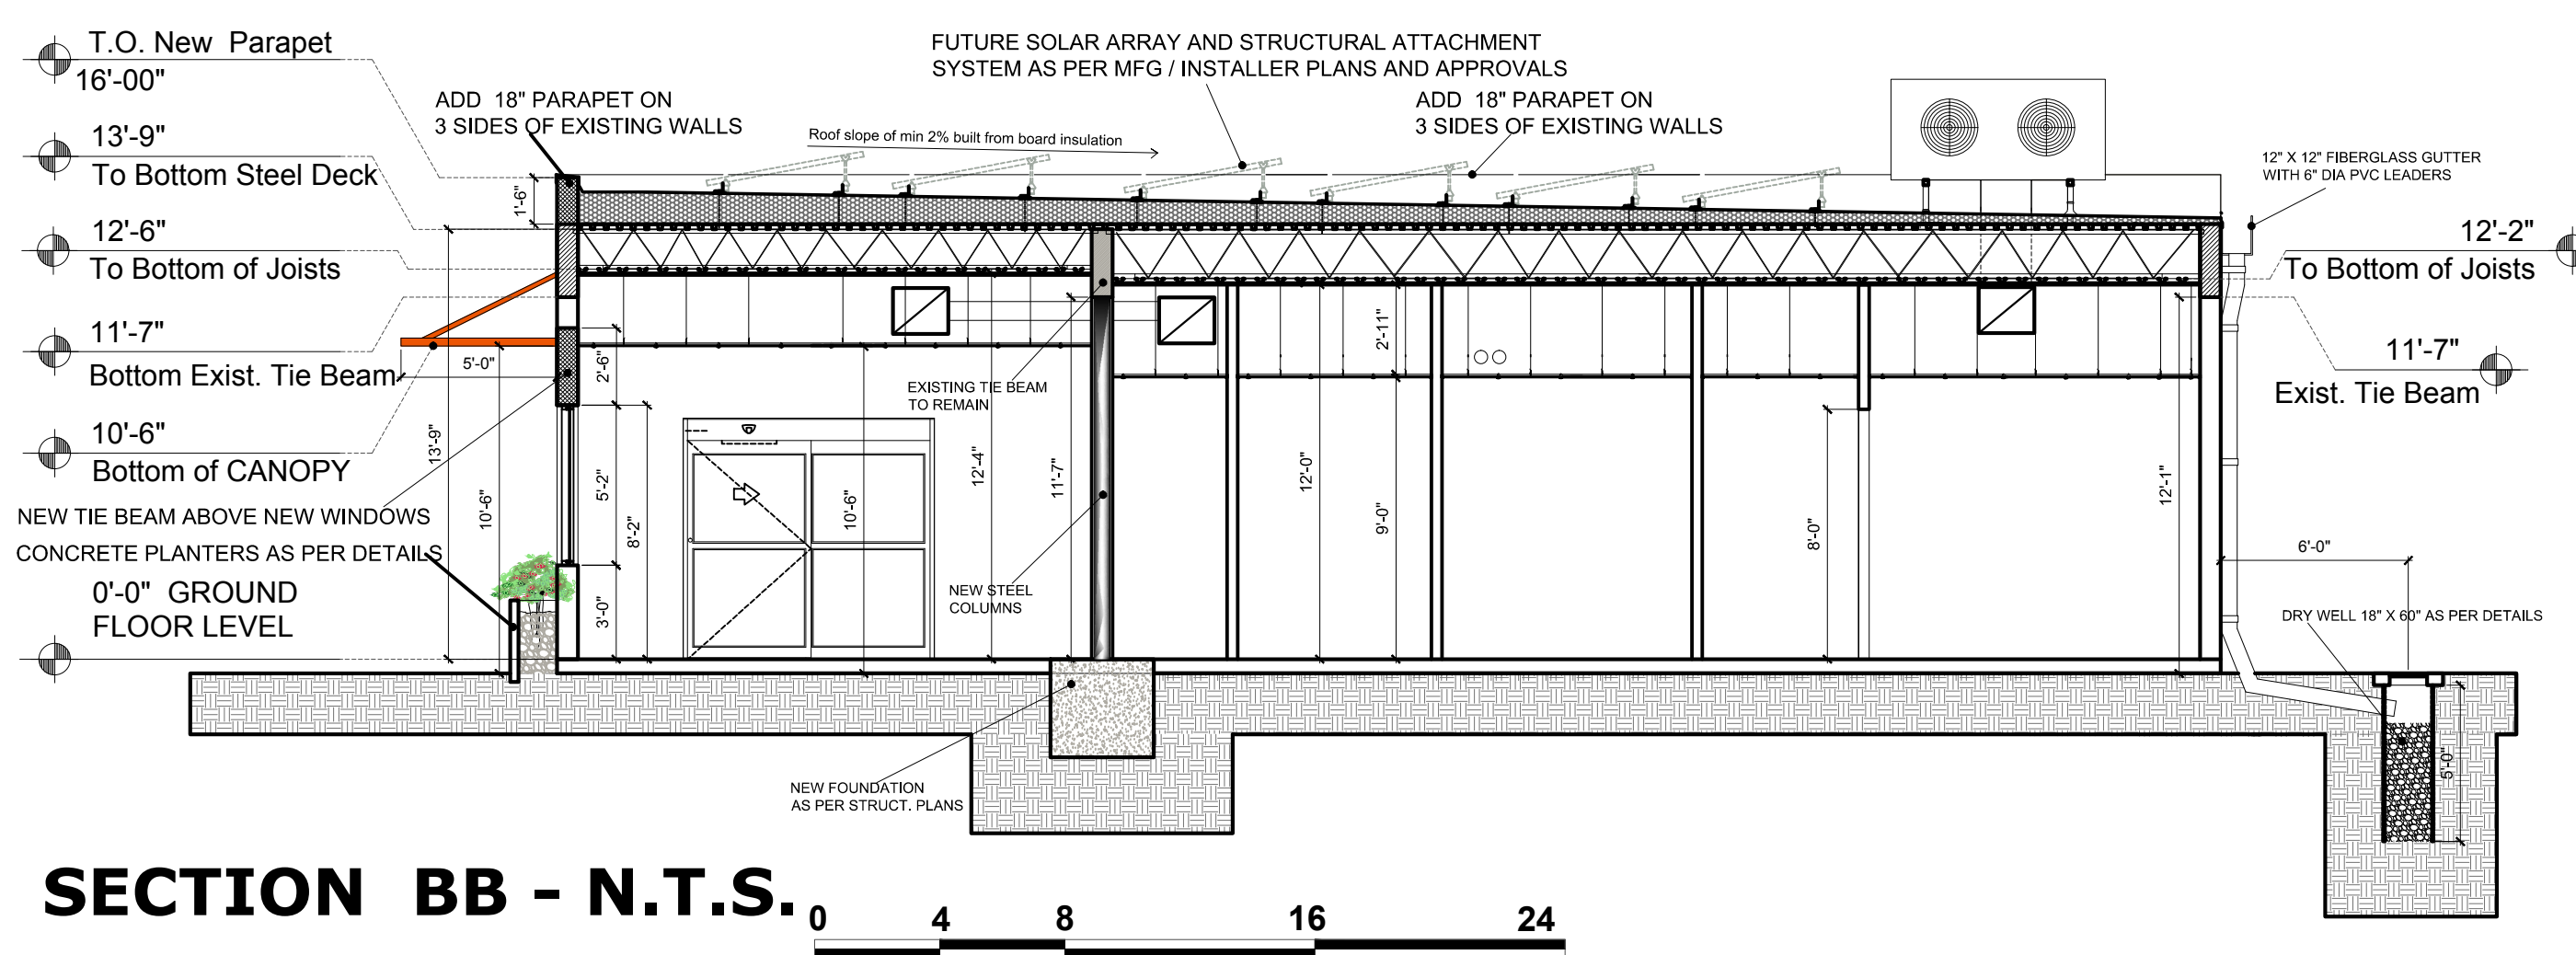 T.O. New  Parapet
16'-00"
13'-9"
To Bottom Steel Deck
12'-6"
To Bottom of Joists
11'-7"
Bottom Exist. Tie Beam
10'-6"
Bottom of CANOPY
NEW TIE BEAM ABOVE NEW WINDOWS
CONCRETE PLANTERS AS PER DETAILS
0'-0"  GROUND
FLOOR LEVEL
ADD  18" PARAPET ON
3 SIDES OF EXISTING WALLS
FUTURE SOLAR ARRAY AND STRUCTURAL ATTACHMENT
SYSTEM AS PER MFG / INSTALLER PLANS AND APPROVALS
Roof slope of min 2% built from board insulation
ADD  18" PARAPET ON
3 SIDES OF EXISTING WALLS
12" X 12" FIBERGLASS GUTTER
WITH 6" DIA PVC LEADERS
12'-2"
To Bottom of Joists
11'-7"
Exist. Tie Beam
1'-6"
5'-0"
13'-9"
10'-6"
2'-6"
5'-2"
8'-2"
3'-0"
10'-6"
EXISTING TIE BEAM
TO REMAIN
12'-4"
11'-7"
NEW STEEL
COLUMNS
12'-0"
2'-11"
9'-0"
8'-0"
12'-1"
6'-0"
DRY WELL 18" X 60" AS PER DETAILS
5'-0"
NEW FOUNDATION
AS PER STRUCT. PLANS
SECTION  BB - N.T.S.
0 4 8 16 24